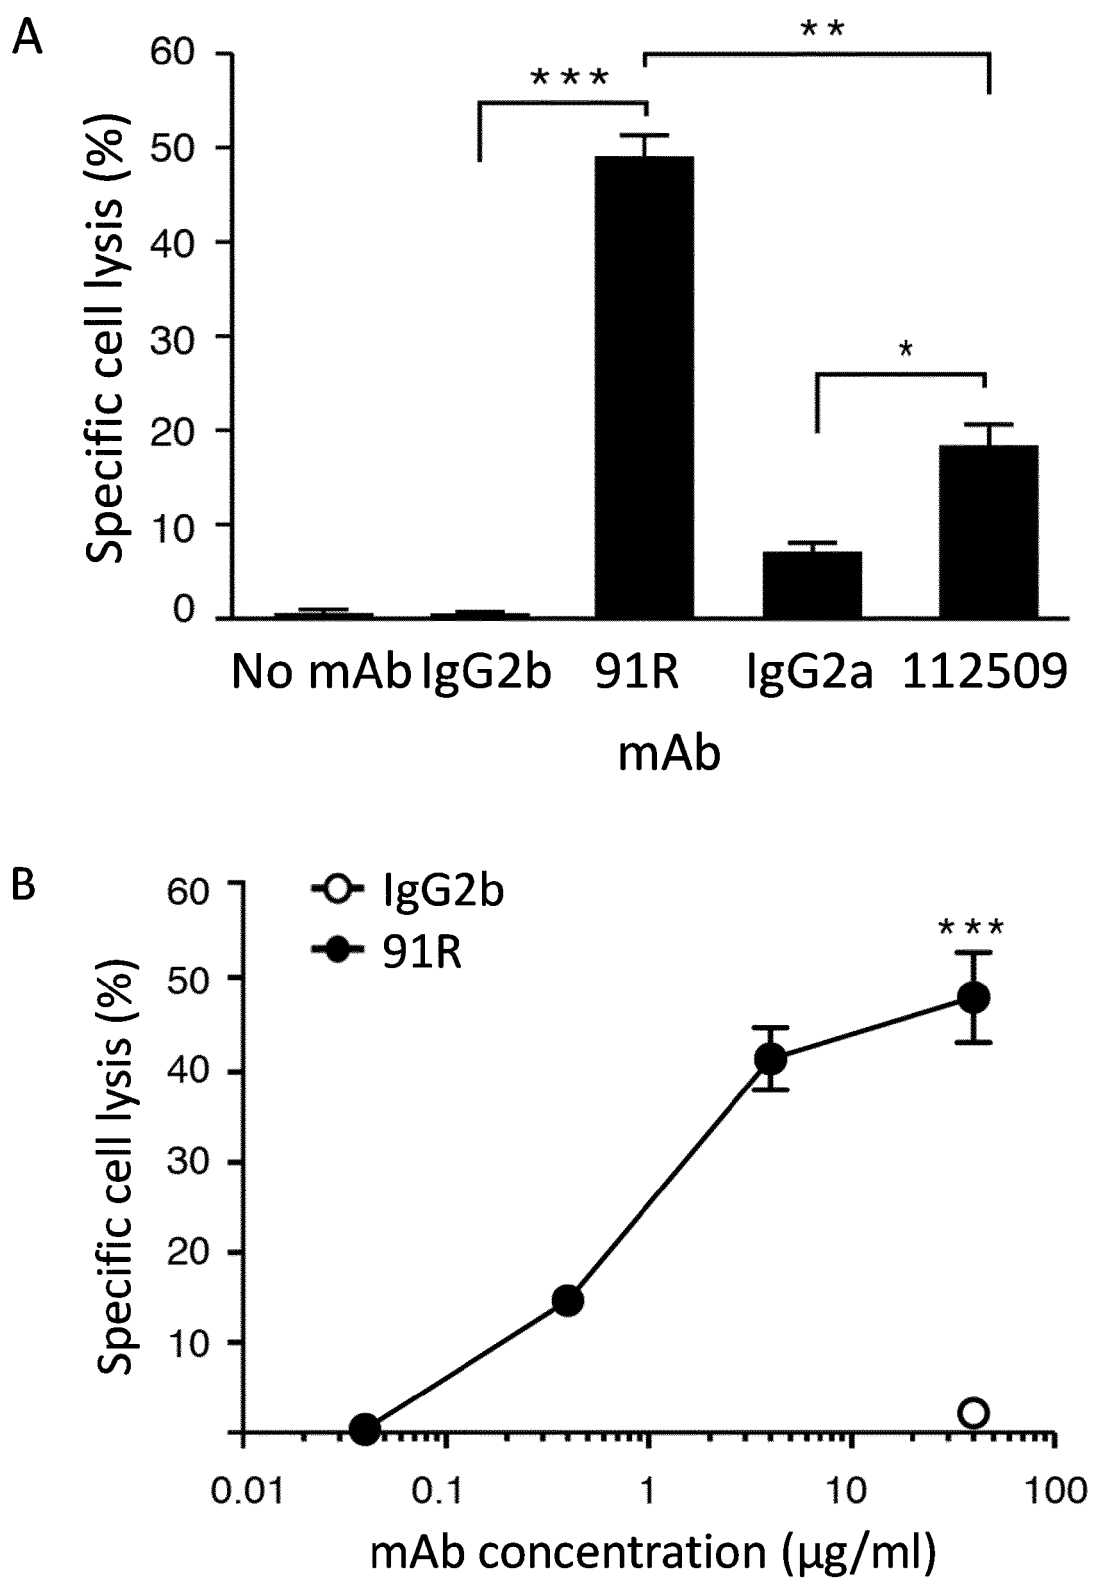 A
* *
* * *
*
60
50
40
30
20
10
0
Specific cell lysis (%)
No mAb IgG2b 91R IgG2a 112509
mAb
B
IgG2b
91R
* * *
60
50
40
30
20
10
Specific cell lysis (%)
0.01 0.1 1 10 100
mAb concentration (µg/ml)